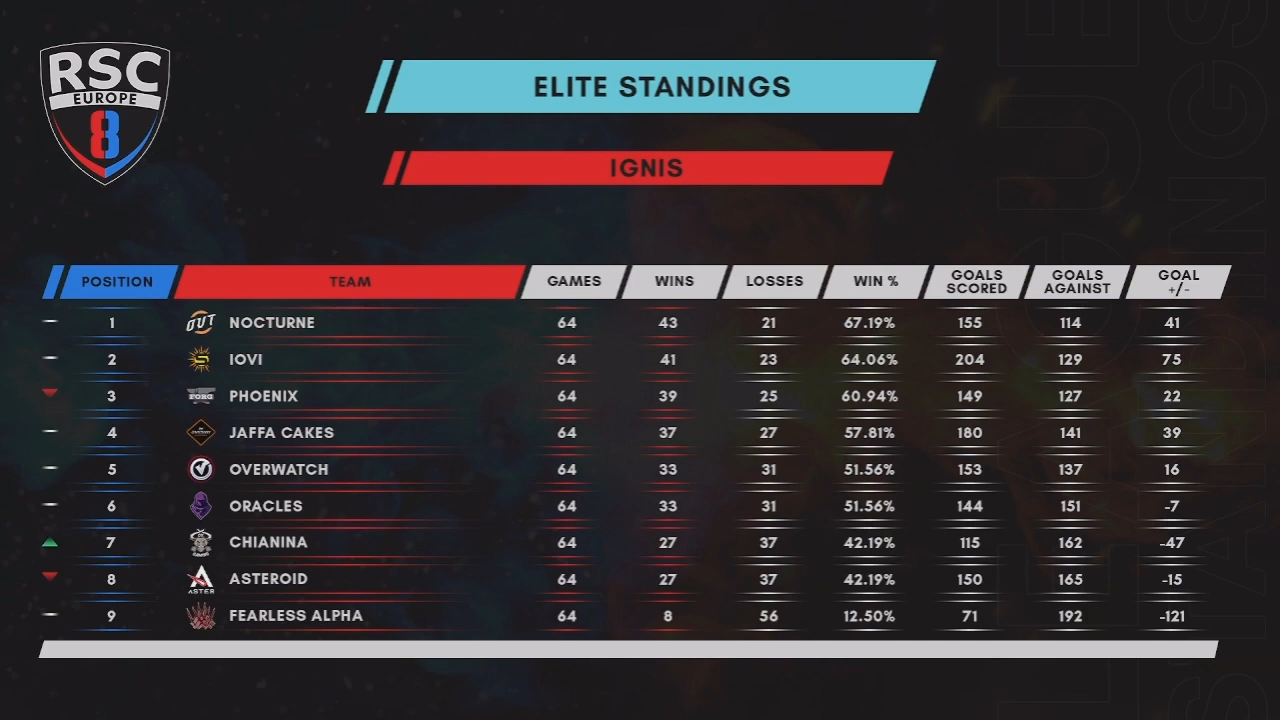 RSC
EUROPE
8
ELITE STANDINGS
IGNIS
POSITION TEAM GAMES WINS LOSSES WIN % GOALS SCORED GOALS AGAINST GOAL +/-
1 OUT NOCTURNE 64 43 21 67.19% 155 114 41
2 IOVI 64 41 23 64.06% 204 129 75
3 FORG PHOENIX 64 39 25 60.94% 149 127 22
4 JAFFA CAKES 64 37 27 57.81% 180 141 39
5 OVERWATCH 64 33 31 51.56% 153 137 16
6 ORACLES 64 33 31 51.56% 144 151 -7
7 CHIANINA 64 27 37 42.19% 115 162 -47
8 ASTER ASTEROID 64 27 37 42.19% 150 165 -15
9 FEARLESS ALPHA 64 8 56 12.50% 71 192 -121